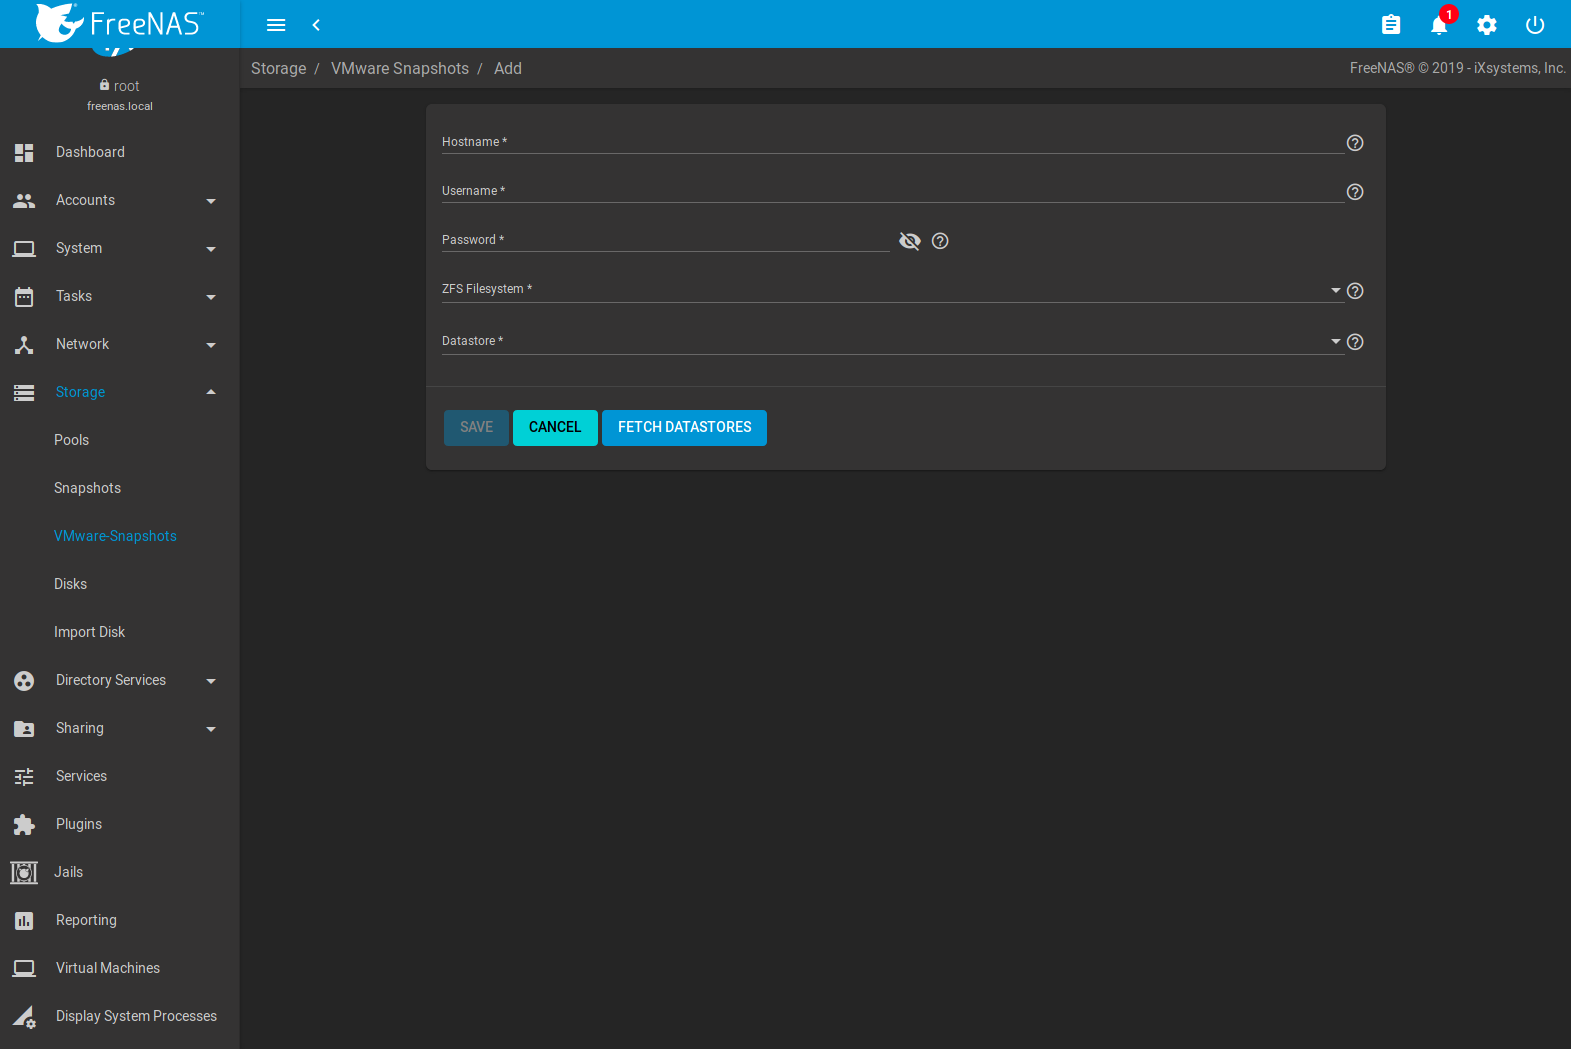 FreeNAS™
1
root
freenas.local
Dashboard
Accounts
System
Tasks
Network
Storage
Pools
Snapshots
VMware-Snapshots
Disks
Import Disk
Directory Services
Sharing
Services
Plugins
Jails
Reporting
Virtual Machines
Display System Processes
Storage / VMware Snapshots / Add
FreeNAS® © 2019 - iXsystems, Inc.
Hostname *
Username *
Password *
ZFS Filesystem *
Datastore *
SAVE CANCEL FETCH DATASTORES